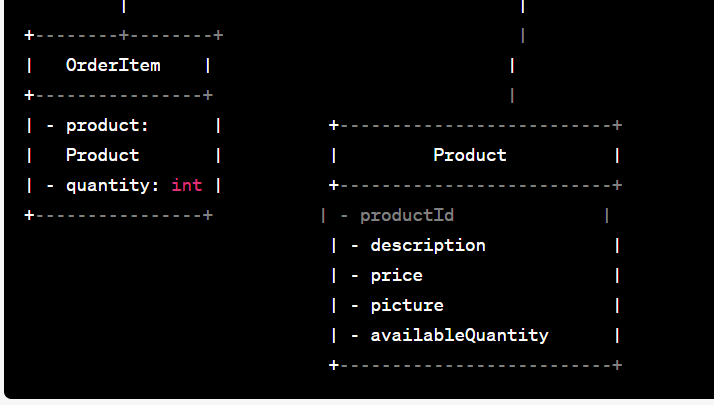 |                                      |
+--------+--------+                             |
|   OrderItem    |                            |
+----------------+                            |
| - product:      |          +--------------------------+
|   Product       |          |         Product          |
| - quantity: int |          +--------------------------+
+----------------+          | - productId              |
                             | - description            |
                             | - price                  |
                             | - picture                |
                             | - availableQuantity      |
                             +--------------------------+